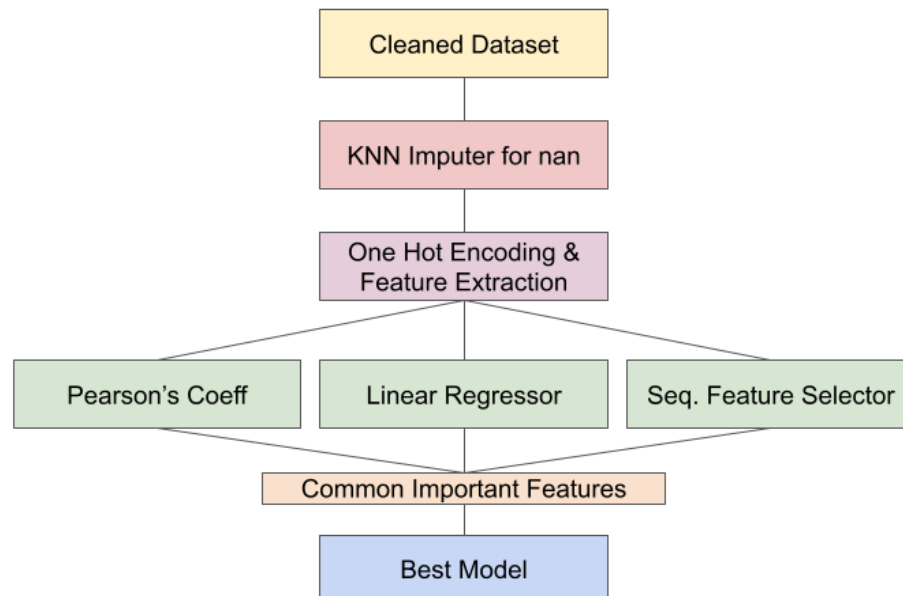 Cleaned Dataset
KNN Imputer for nan
One Hot Encoding &
Feature Extraction
Pearson's Coeff
Linear Regressor
Seq. Feature Selector
Common Important Features
Best Model